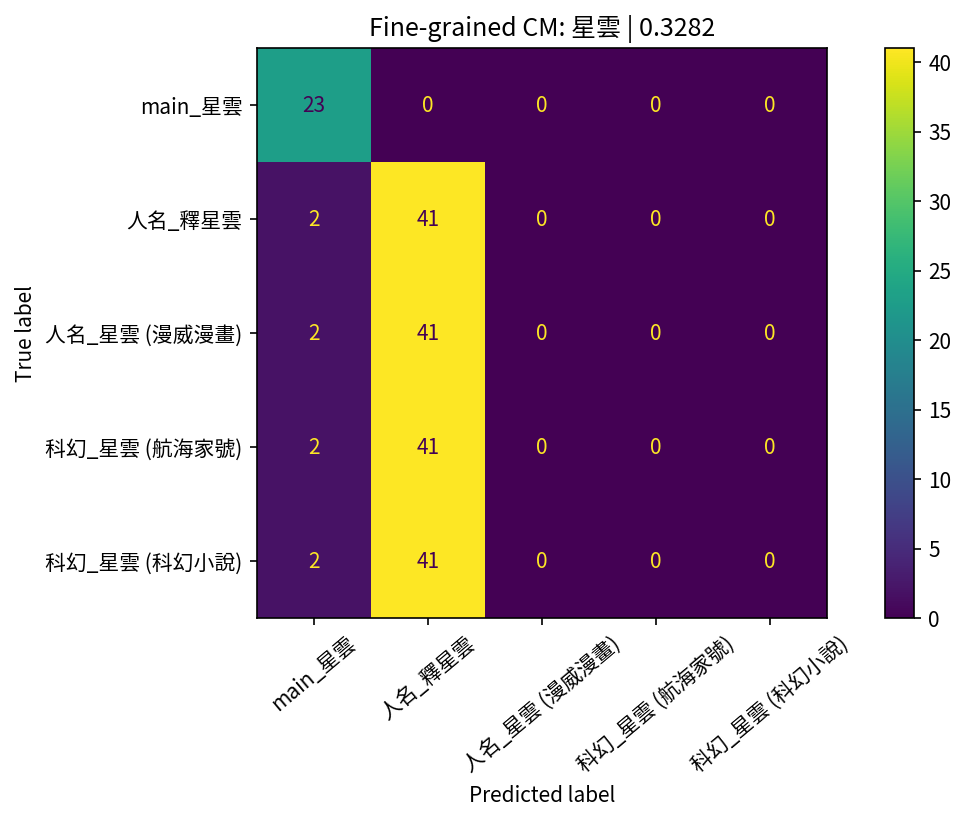 Fine-grained CM: 星雲 | 0.3282
True label
main_星雲
人名_釋星雲
人名_星雲 (漫威漫畫)
科幻_星雲 (航海家號)
科幻_星雲 (科幻小說)
23 0 0 0 0
2 41 0 0 0
2 41 0 0 0
2 41 0 0 0
2 41 0 0 0
main_星雲
人名_釋星雲
人名_星雲 (漫威漫畫)
科幻_星雲 (航海家號)
科幻_星雲 (科幻小說)
Predicted label
40
35
30
25
20
15
10
5
0